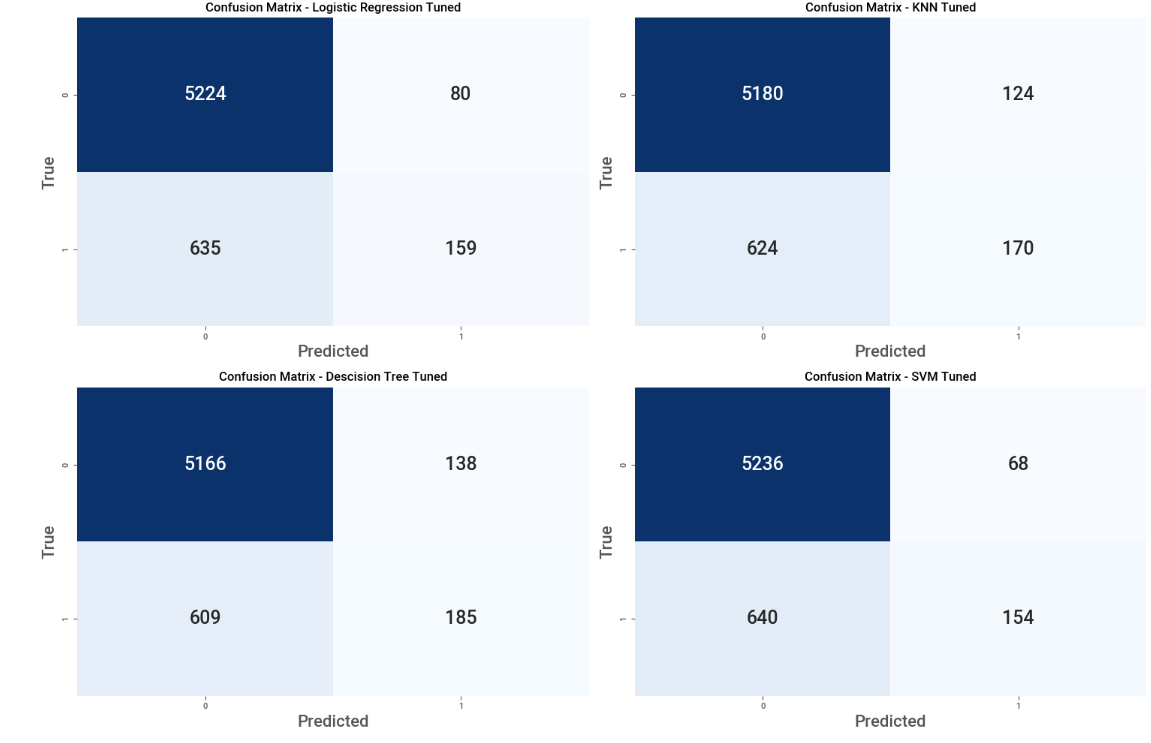 Confusion Matrix - Logistic Regression Tuned
True
0
5224
80
1
635
159
0
1
Predicted
Confusion Matrix - KNN Tuned
True
0
5180
124
1
624
170
0
1
Predicted
Confusion Matrix - Descision Tree Tuned
True
0
5166
138
1
609
185
0
1
Predicted
Confusion Matrix - SVM Tuned
True
0
5236
68
1
640
154
0
1
Predicted